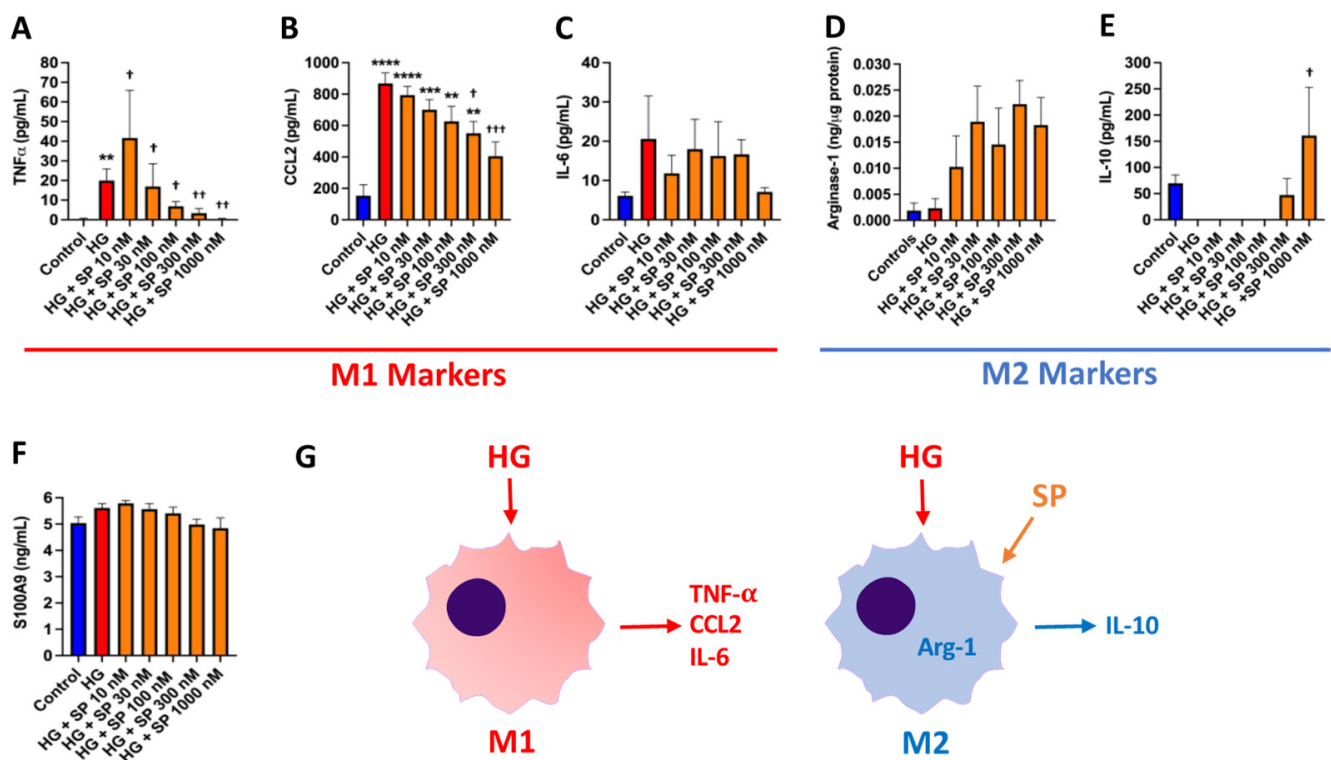 A
TNFα (pg/mL)
80
70
60
50
40
30
20
10
0
**
†
†
†
††
††
Control
HG
HG + SP 10 nM
HG + SP 30 nM
HG + SP 100 nM
HG + SP 300 nM
HG + SP 1000 nM
B
CCL2 (pg/mL)
1000
800
600
400
200
0
****
****
***
**
†
**
†††
Control
HG
HG + SP 10 nM
HG + SP 30 nM
HG + SP 100 nM
HG + SP 300 nM
HG + SP 1000 nM
C
IL-6 (pg/mL)
40
30
20
10
0
Control
HG
HG + SP 10 nM
HG + SP 30 nM
HG + SP 100 nM
HG + SP 300 nM
HG + SP 1000 nM
D
Arginase-1 (ng/μg protein)
0.030
0.025
0.020
0.015
0.010
0.005
0.000
Controls
HG
HG + SP 10 nM
HG + SP 30 nM
HG + SP 100 nM
HG + SP 300 nM
HG + SP 1000 nM
E
IL-10 (pg/mL)
300
250
200
150
100
50
0
†
Control
HG
HG + SP 10 nM
HG + SP 30 nM
HG + SP 100 nM
HG + SP 300 nM
HG +SP 1000 nM
M1 Markers
M2 Markers
F
S100A9 (ng/mL)
6
5
4
3
2
1
0
Control
HG
HG + SP 10 nM
HG + SP 30 nM
HG + SP 100 nM
HG + SP 300 nM
HG + SP 1000 nM
G
HG
TNF-α
CCL2
IL-6
M1
HG
SP
Arg-1
IL-10
M2